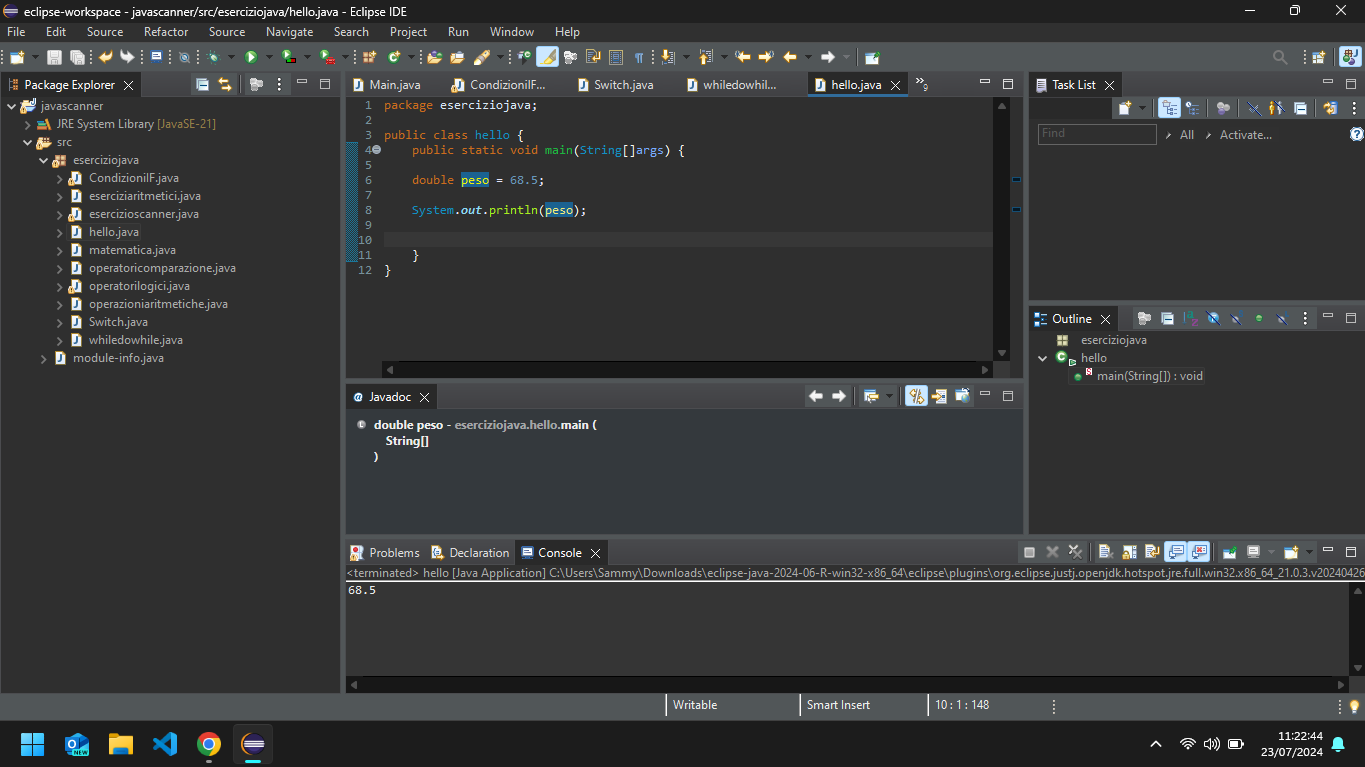 eclipse-workspace - javascanner/src/eserciziojava/hello.java - Eclipse IDE
File Edit Source Refactor Source Navigate Search Project Run Window Help
Package Explorer
javascanner
JRE System Library [JavaSE-21]
src
eserciziojava
CondizioniIF.java
eserciziaritmetici.java
esercizioscanner.java
hello.java
matematica.java
operatoricomparazione.java
operatorilogici.java
operazioniaritmetiche.java
Switch.java
whiledowhile.java
module-info.java
Main.java CondizioniIF... Switch.java whiledowhil... hello.java 9
1 package eserciziojava;
2
3 public class hello {
4 public static void main(String[]args) {
5
6 double peso = 68.5;
7
8 System.out.println(peso);
9
10
11 }
12 }
Javadoc
double peso - eserciziojava.hello.main (
String[]
)
Problems Declaration Console
<terminated> hello [Java Application] C:\Users\Sammy\Downloads\eclipse-java-2024-06-R-win32-x86_64\eclipse\plugins\org.eclipse.justj.openjdk.hotspot.jre.full.win32.x86_64_21.0.3.v20240426
68.5
Task List
Find All Activate...
Outline
eserciziojava
hello
main(String[]) : void
Writable Smart Insert 10 : 1 : 148
NEW
11:22:44
23/07/2024